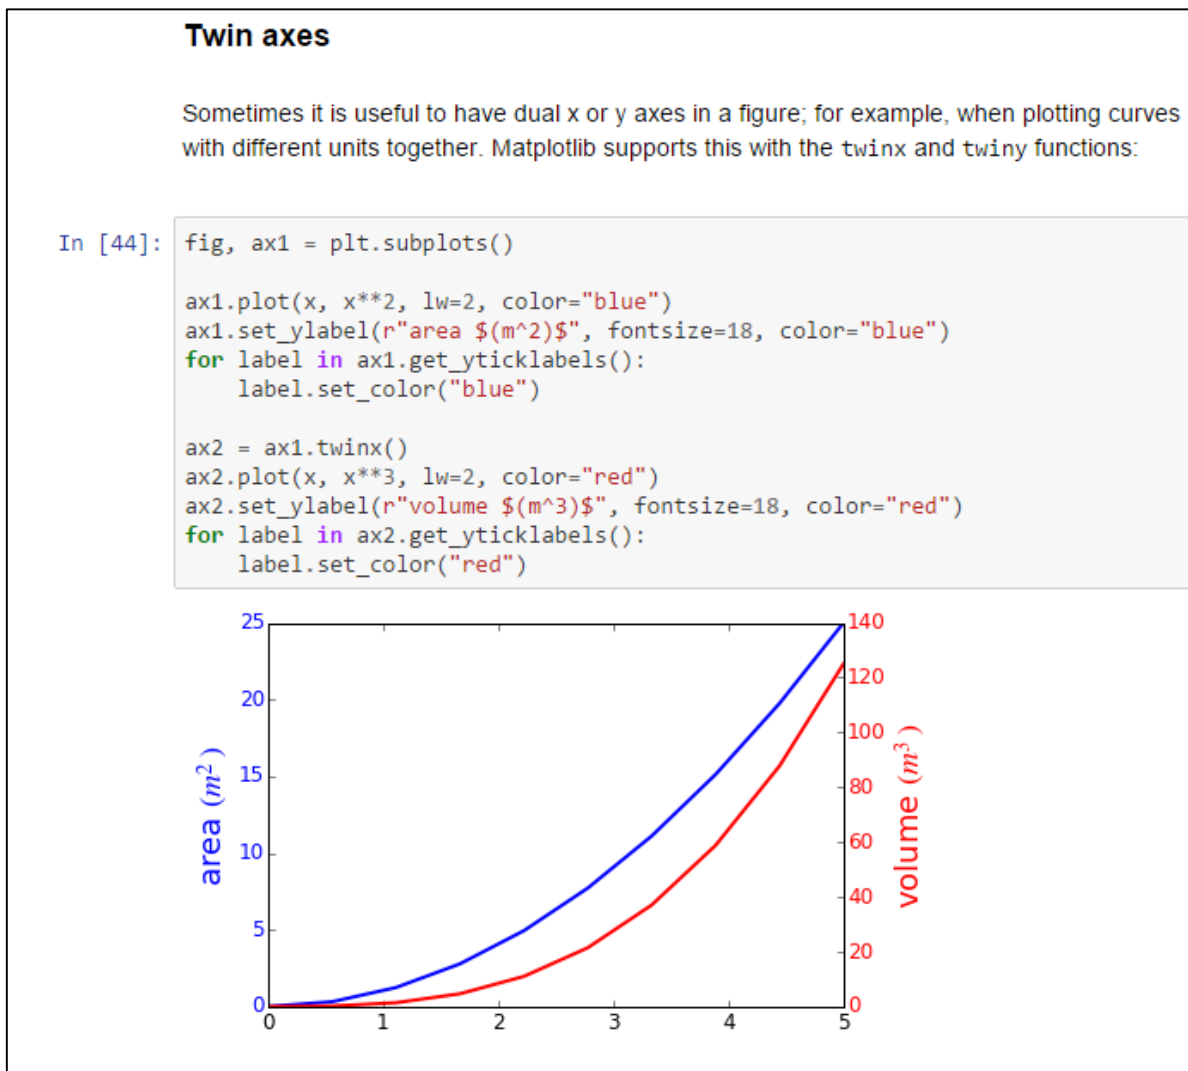 Twin axes
Sometimes it is useful to have dual x or y axes in a figure; for example, when plotting curves
with different units together. Matplotlib supports this with the twinx and twiny functions:
In [44]: fig, ax1 = plt.subplots()
ax1.plot(x, x**2, lw=2, color="blue")
ax1.set_ylabel(r"area $(m^2)$", fontsize=18, color="blue")
for label in ax1.get_yticklabels():
    label.set_color("blue")
ax2 = ax1.twinx()
ax2.plot(x, x**3, lw=2, color="red")
ax2.set_ylabel(r"volume $(m^3)$", fontsize=18, color="red")
for label in ax2.get_yticklabels():
    label.set_color("red")
area (m²)
25
20
15
10
5
0
0 1 2 3 4 5
140
120
100
80
60
40
20
0
volume (m³)